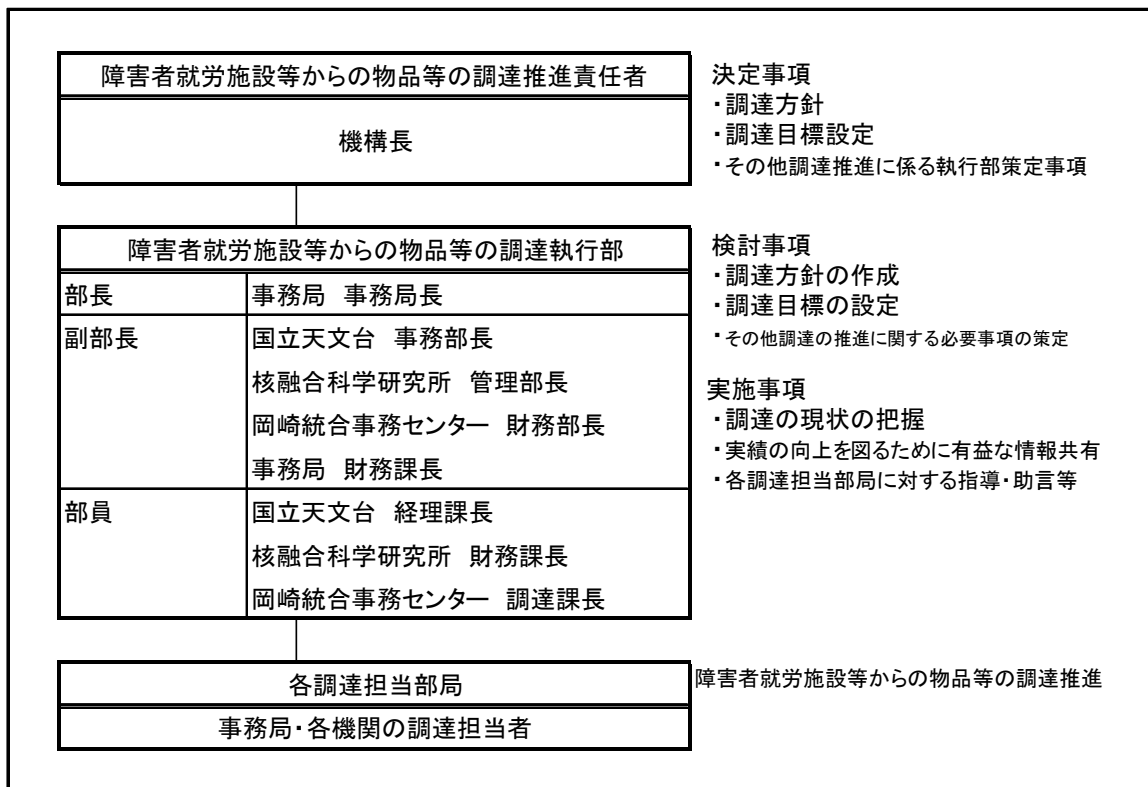 障害者就労施設等からの物品等の調達推進責任者
機構長
決定事項
・調達方針
・調達目標設定
・その他調達推進に係る執行部策定事項
障害者就労施設等からの物品等の調達執行部
部長 事務局 事務局長
副部長 国立天文台 事務部長
核融合科学研究所 管理部長
岡崎統合事務センター 財務部長
事務局 財務課長
部員 国立天文台 経理課長
核融合科学研究所 財務課長
岡崎統合事務センター 調達課長
検討事項
・調達方針の作成
・調達目標の設定
・その他調達の推進に関する必要事項の策定
実施事項
・調達の現状の把握
・実績の向上を図るために有益な情報共有
・各調達担当部局に対する指導・助言等
各調達担当部局
事務局・各機関の調達担当者
障害者就労施設等からの物品等の調達推進